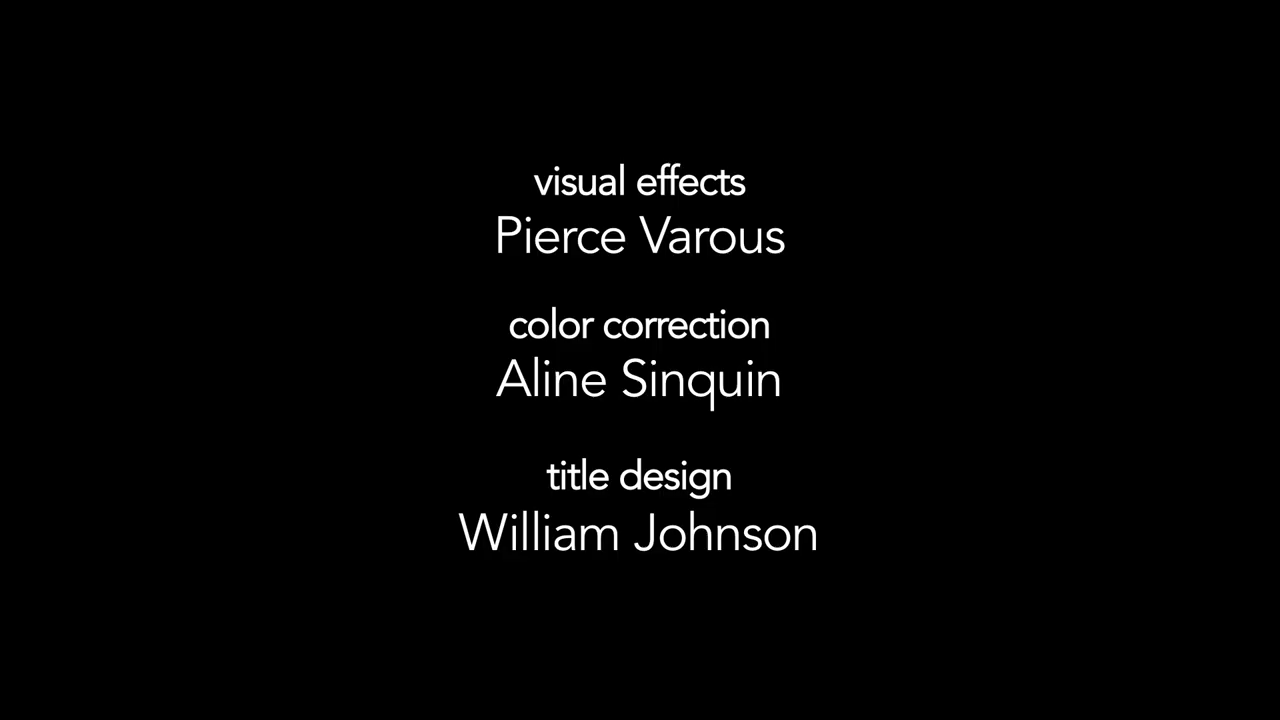 visual effects
Pierce Varous
color correction
Aline Sinquin
title design
William Johnson